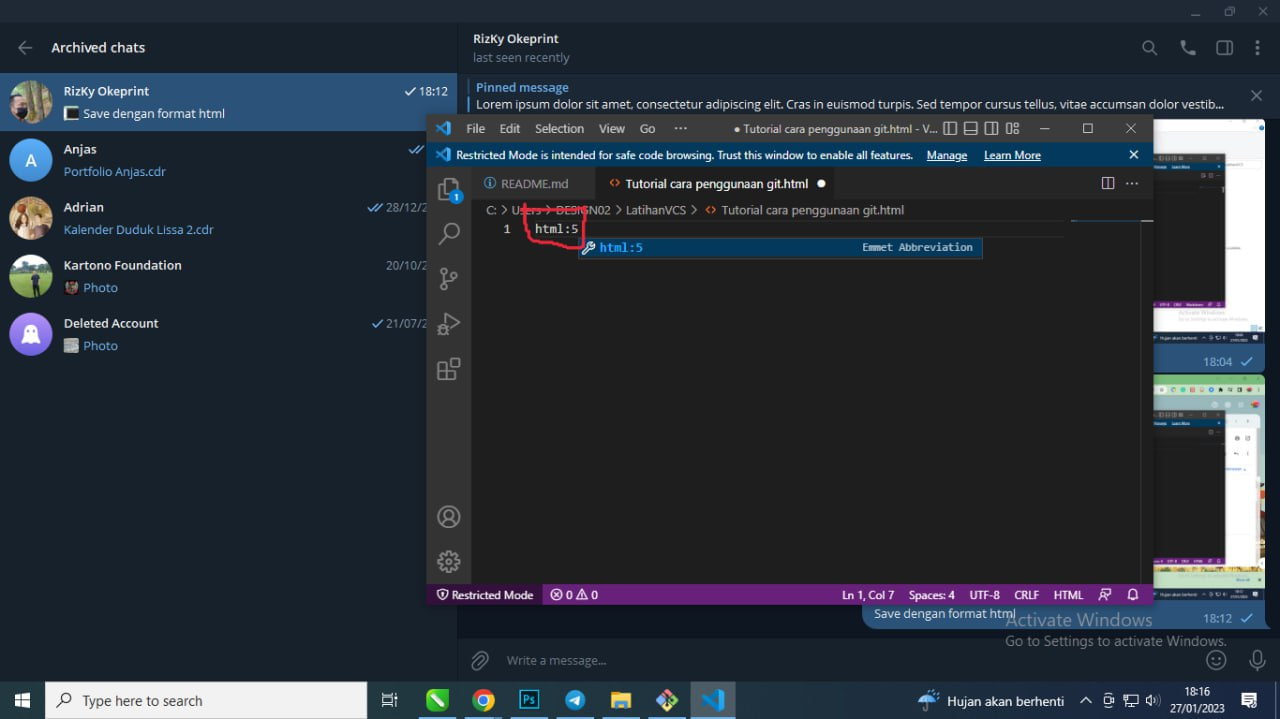 Archived chats
RizKy Okeprint
18:12
Save dengan format html
A
Anjas
Portfolio Anjas.cdr
Adrian
28/12/2
Kalender Duduk Lissa 2.cdr
Kartono Foundation
20/10/2
Photo
Deleted Account
21/07/2
Photo
RizKy Okeprint
last seen recently
Pinned message
Lorem ipsum dolor sit amet, consectetur adipiscing elit. Cras in euismod turpis. Sed tempor cursus tellus, vitae accumsan dolor vestib...
File Edit Selection View Go ··· ● Tutorial cara penggunaan git.html - V...
Restricted Mode is intended for safe code browsing. Trust this window to enable all features. Manage Learn More
README.md Tutorial cara penggunaan git.html ●
C: > Users > DESIGN02 > LatihanVCS > Tutorial cara penggunaan git.html
1 html:5
html:5 Emmet Abbreviation
1
Restricted Mode 0 0 Ln 1, Col 7 Spaces: 4 UTF-8 CRLF HTML
18:04
Save dengan format html
18:12
Activate Windows
Go to Settings to activate Windows.
Write a message...
Type here to search
Ps
Hujan akan berhenti
18:16
27/01/2023